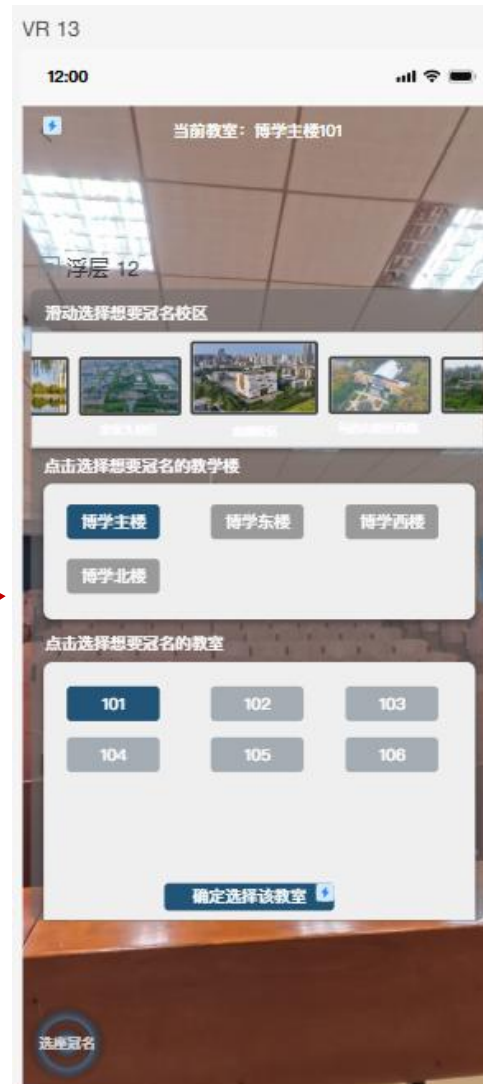 VR 13
12:00
当前教室：博学主楼101
浮层 12
滑动选择想要冠名校区
点击选择想要冠名的教学楼
博学主楼 博学东楼 博学西楼
博学北楼
点击选择想要冠名的教室
101 102 103
104 105 106
确定选择该教室
选座冠名